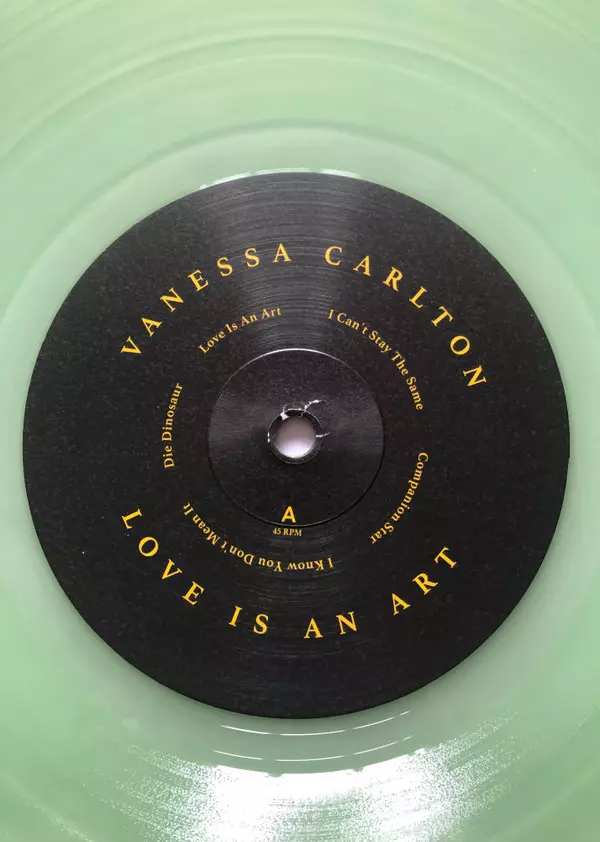 VANESSA CARLTON
I Can't Stay The Same
Companion Star
I Know You Don't Mean It
Die Dinosaur
Love Is An Art
A
45 RPM
LOVE IS AN ART